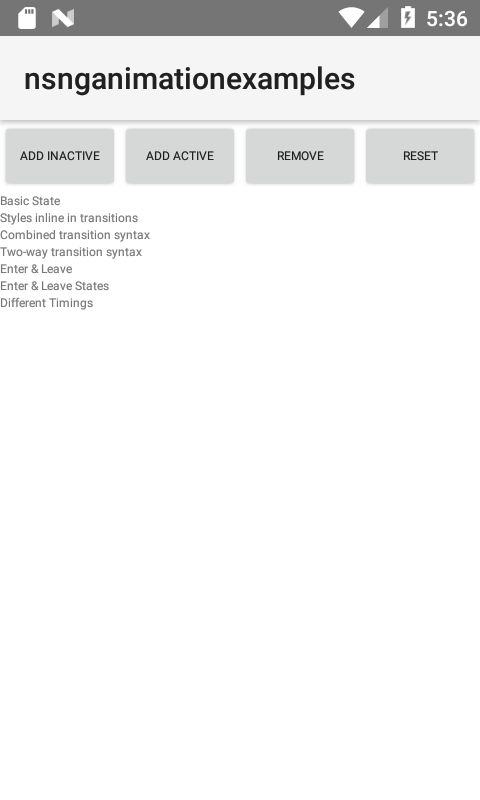 5:36
nsnganimationexamples
ADD INACTIVE ADD ACTIVE REMOVE RESET
Basic State
Styles inline in transitions
Combined transition syntax
Two-way transition syntax
Enter & Leave
Enter & Leave States
Different Timings